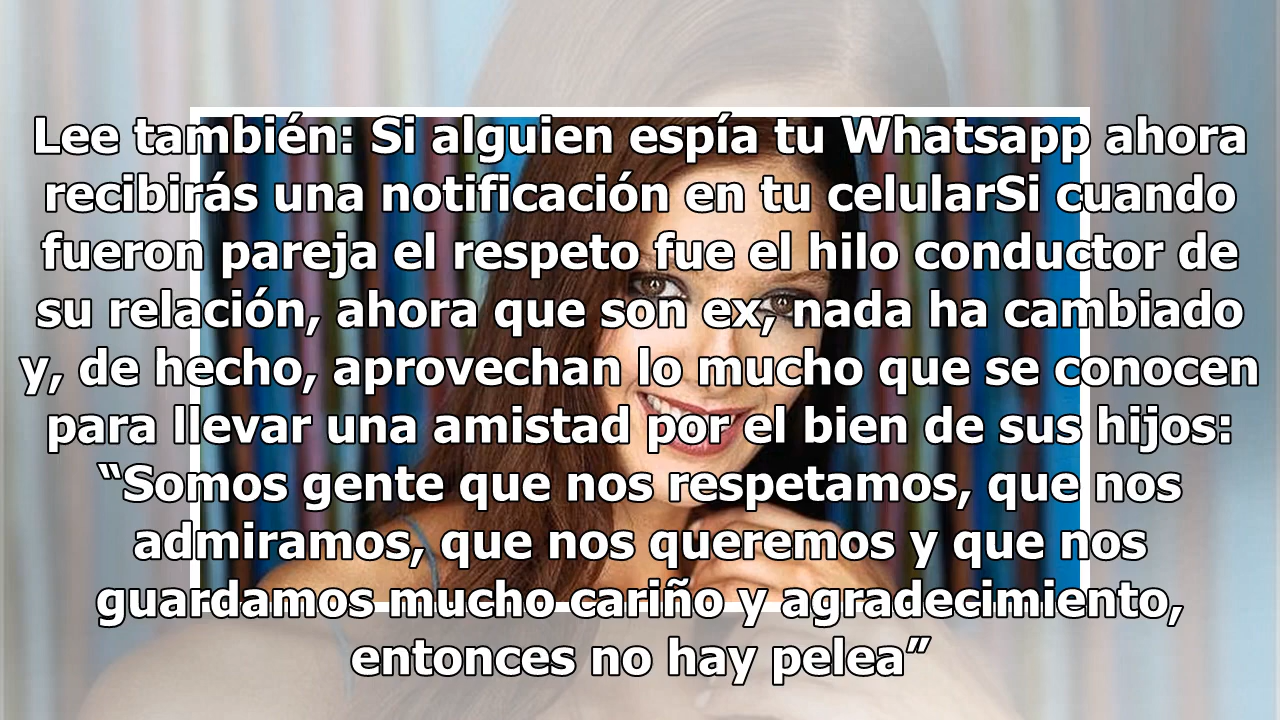 Lee también: Si alguien espía tu Whatsapp ahora
recibirás una notificación en tu celularSi cuando
fueron pareja el respeto fue el hilo conductor de
su relación, ahora que son ex, nada ha cambiado
y, de hecho, aprovechan lo mucho que se conocen
para llevar una amistad por el bien de sus hijos:
“Somos gente que nos respetamos, que nos
admiramos, que nos queremos y que nos
guardamos mucho cariño y agradecimiento,
entonces no hay pelea”